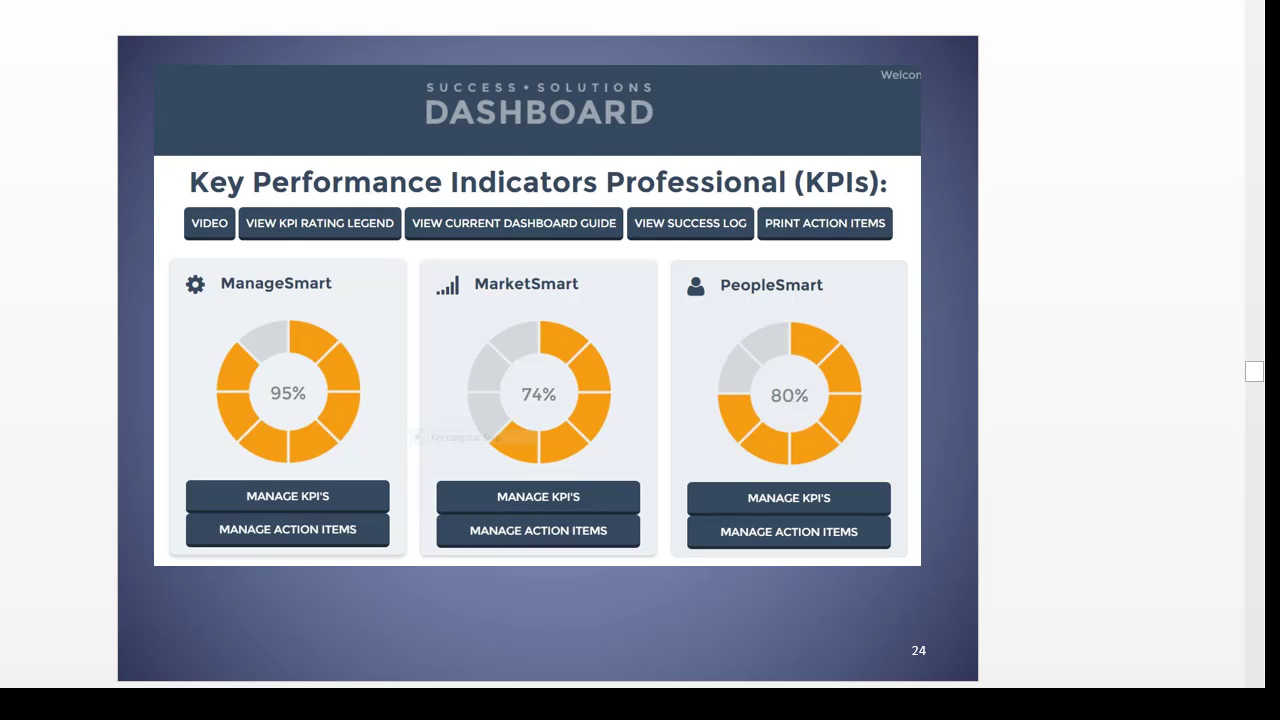 Welcon
SUCCESS • SOLUTIONS
DASHBOARD
Key Performance Indicators Professional (KPIs):
VIDEO VIEW KPI RATING LEGEND VIEW CURRENT DASHBOARD GUIDE VIEW SUCCESS LOG PRINT ACTION ITEMS
ManageSmart MarketSmart PeopleSmart
95% 74% 80%
Rectangular Snip
MANAGE KPI'S MANAGE KPI'S MANAGE KPI'S
MANAGE ACTION ITEMS MANAGE ACTION ITEMS MANAGE ACTION ITEMS
24